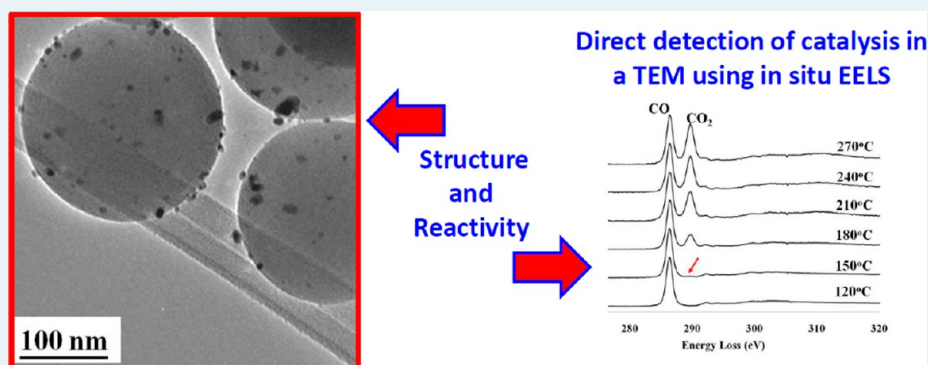 100 nm
Structure
and
Reactivity
Direct detection of catalysis in
a TEM using in situ EELS
CO
CO₂
270°C
240°C
210°C
180°C
150°C
120°C
280 290 300 310 320
Energy Loss (eV)